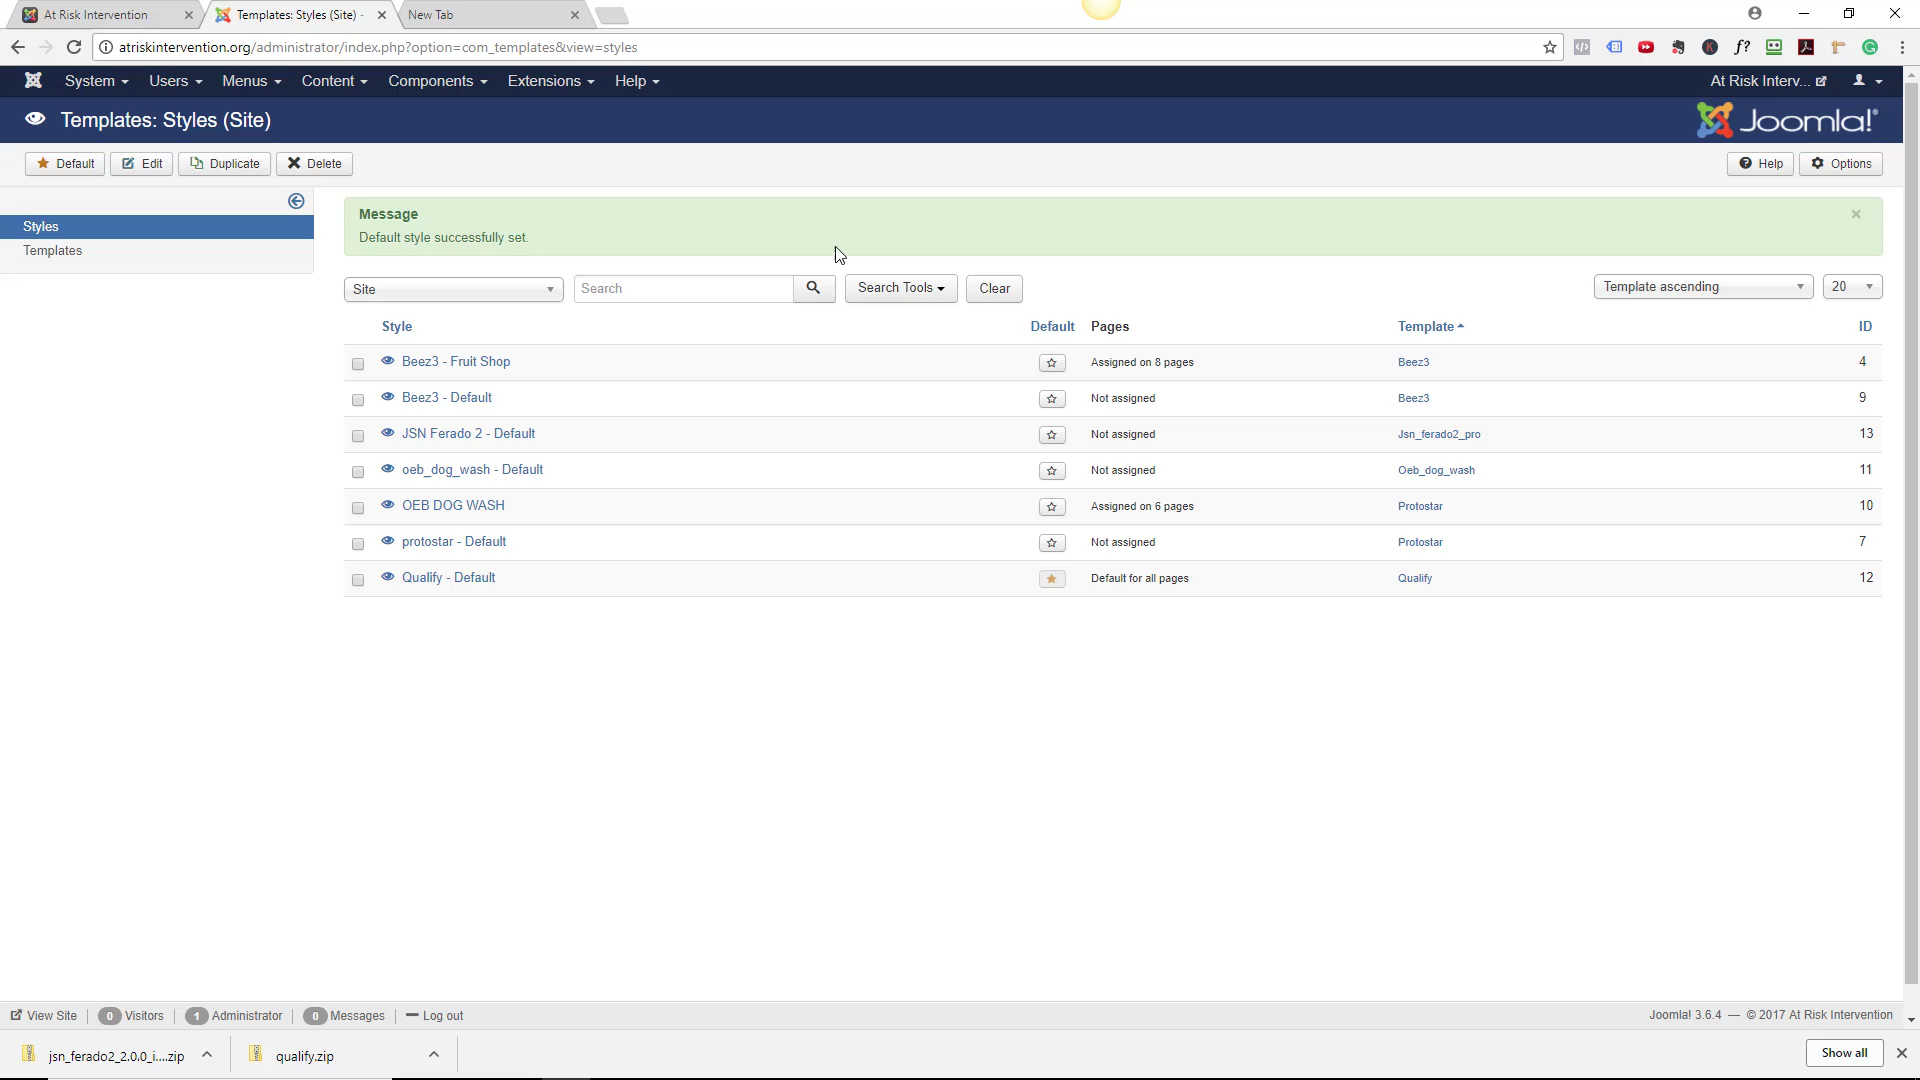 At Risk Intervention
Templates: Styles (Site) -
New Tab
atriskintervention.org/administrator/index.php?option=com_templates&view=styles
System Users Menus Content Components Extensions Help
At Risk Interv...
Templates: Styles (Site)
Joomla!
Default Edit Duplicate Delete
Help Options
Styles
Templates
Message
Default style successfully set.
Site Search Search Tools Clear Template ascending 20
Style Default Pages Template ID
Beez3 - Fruit Shop Assigned on 8 pages Beez3 4
Beez3 - Default Not assigned Beez3 9
JSN Ferado 2 - Default Not assigned Jsn_ferado2_pro 13
oeb_dog_wash - Default Not assigned Oeb_dog_wash 11
OEB DOG WASH Assigned on 6 pages Protostar 10
protostar - Default Not assigned Protostar 7
Qualify - Default Default for all pages Qualify 12
View Site 0 Visitors 1 Administrator 0 Messages Log out
Joomla! 3.6.4 — © 2017 At Risk Intervention
jsn_ferado2_2.0.0_i....zip
qualify.zip
Show all